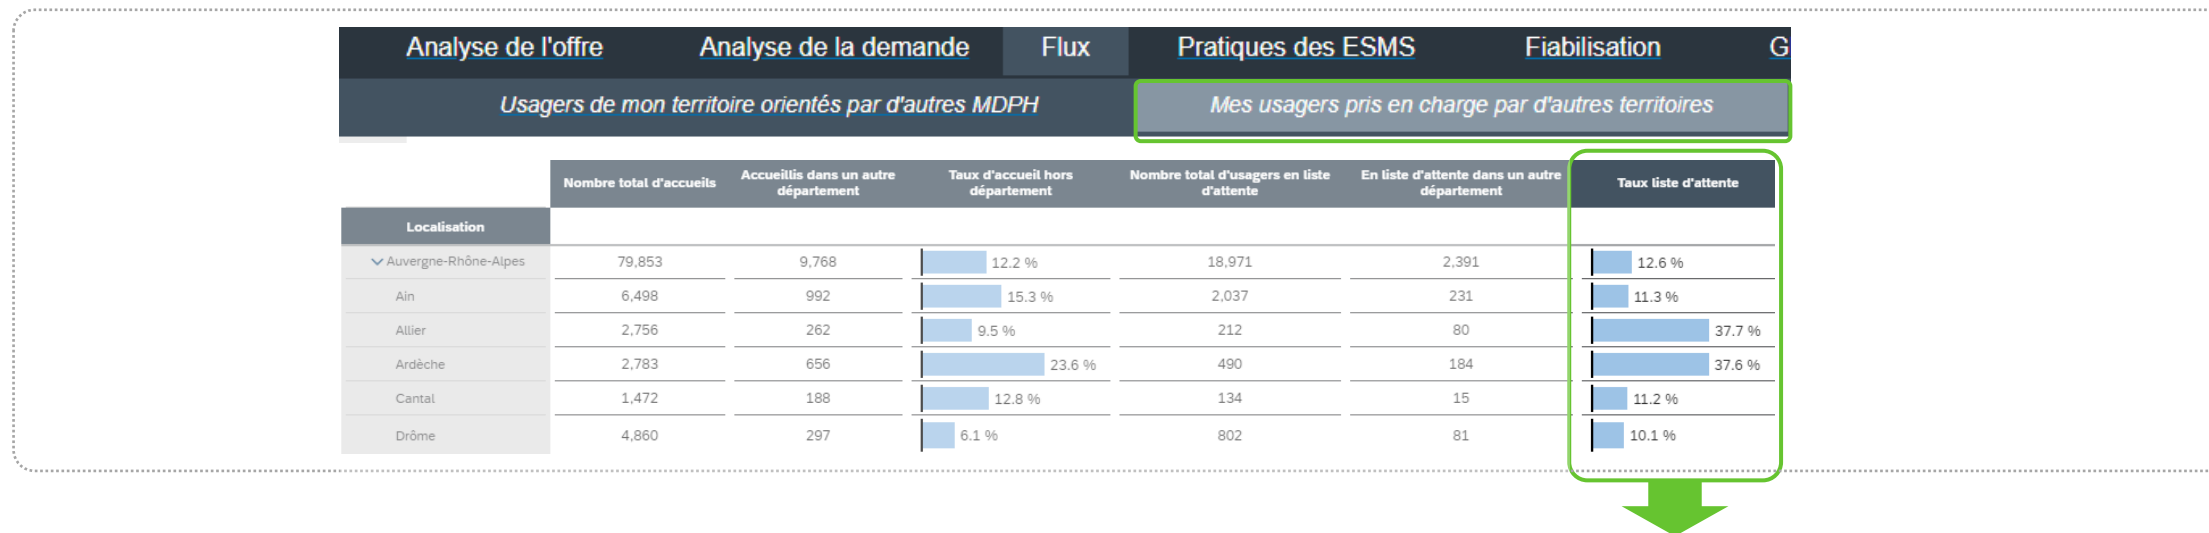 Analyse de l'offre Analyse de la demande Flux Pratiques des ESMS Fiabilisation G
Usagers de mon territoire orientés par d'autres MDPH Mes usagers pris en charge par d'autres territoires
Nombre total d'accueils Accueillis dans un autre département Taux d'accueil hors département Nombre total d'usagers en liste d'attente En liste d'attente dans un autre département Taux liste d'attente
Localisation
Auvergne-Rhône-Alpes 79,853 9,768 12.2 % 18,971 2,391 12.6 %
Ain 6,498 992 15.3 % 2,037 231 11.3 %
Allier 2,756 262 9.5 % 212 80 37.7 %
Ardèche 2,783 656 23.6 % 490 184 37.6 %
Cantal 1,472 188 12.8 % 134 15 11.2 %
Drôme 4,860 297 6.1 % 802 81 10.1 %